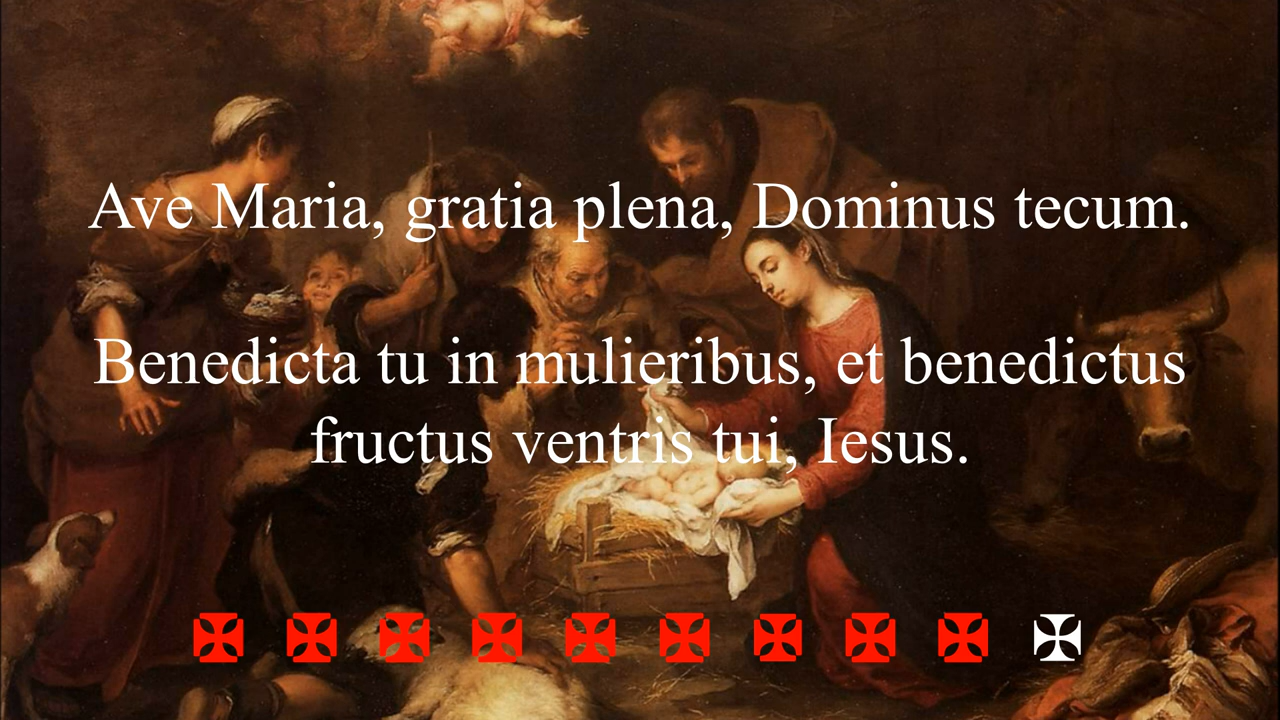 Ave Maria, gratia plena, Dominus tecum.
Benedicta tu in mulieribus, et benedictus
fructus ventris tui, Iesus.